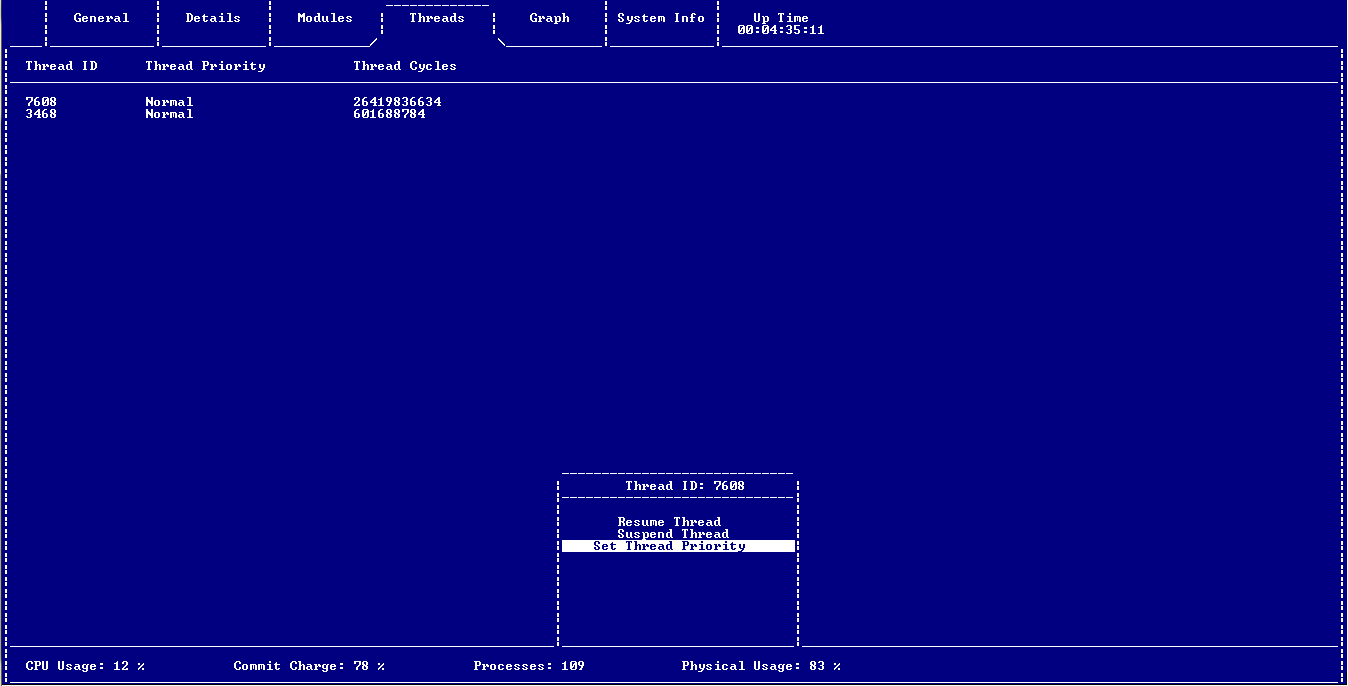 General Details Modules Threads Graph System Info Up Time
00:04:35:11
Thread ID Thread Priority Thread Cycles
7608 Normal 26419836634
3468 Normal 601688784
Thread ID: 7608
Resume Thread
Suspend Thread
Set Thread Priority
CPU Usage: 12 % Commit Charge: 78 % Processes: 109 Physical Usage: 83 %